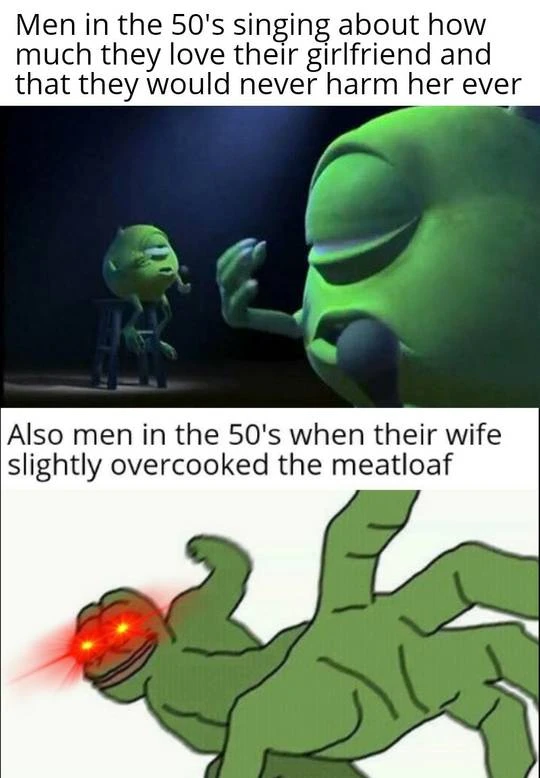 Men in the 50's singing about how
much they love their girlfriend and
that they would never harm her ever
Also men in the 50's when their wife
slightly overcooked the meatloaf